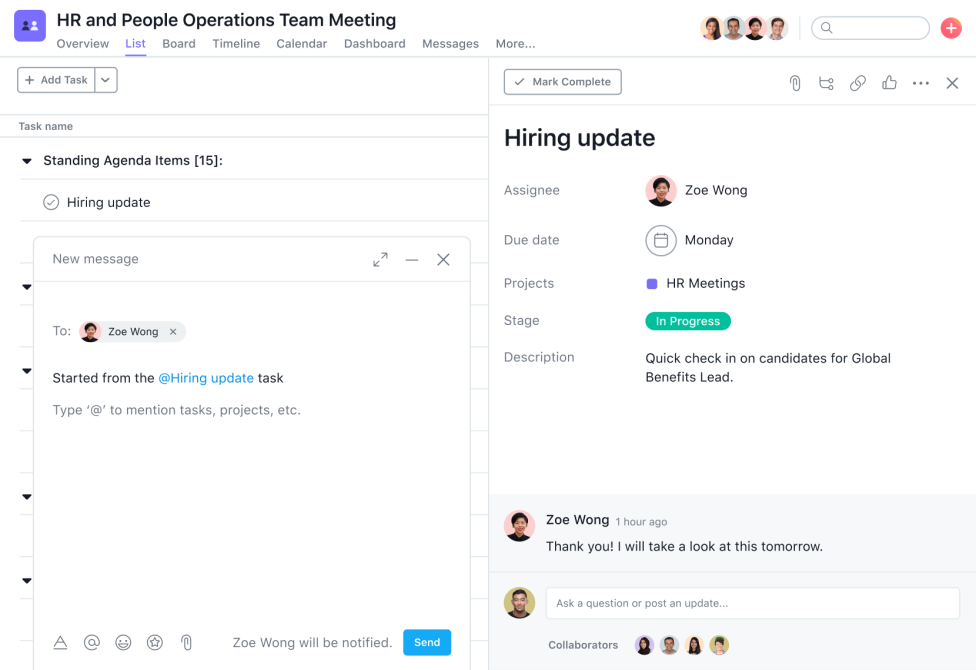 HR and People Operations Team Meeting
Overview List Board Timeline Calendar Dashboard Messages More...
Add Task
Task name
Standing Agenda Items [15]:
Hiring update
New message
To: Zoe Wong
Started from the @Hiring update task
Type ‘@’ to mention tasks, projects, etc.
Zoe Wong will be notified. Send
Mark Complete
Hiring update
Assignee Zoe Wong
Due date Monday
Projects HR Meetings
Stage In Progress
Description Quick check in on candidates for Global
Benefits Lead.
Zoe Wong 1 hour ago
Thank you! I will take a look at this tomorrow.
Ask a question or post an update...
Collaborators